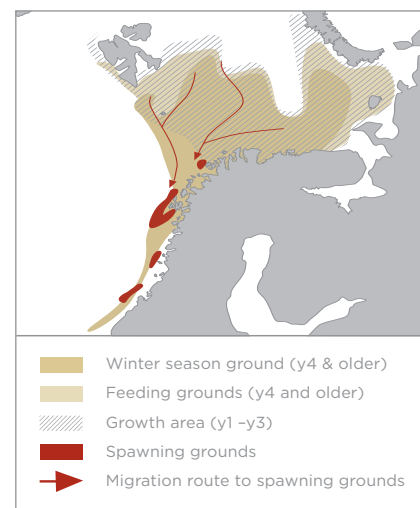 Winter season ground (y4 & older)
Feeding grounds (y4 and older)
Growth area (y1 –y3)
Spawning grounds
Migration route to spawning grounds